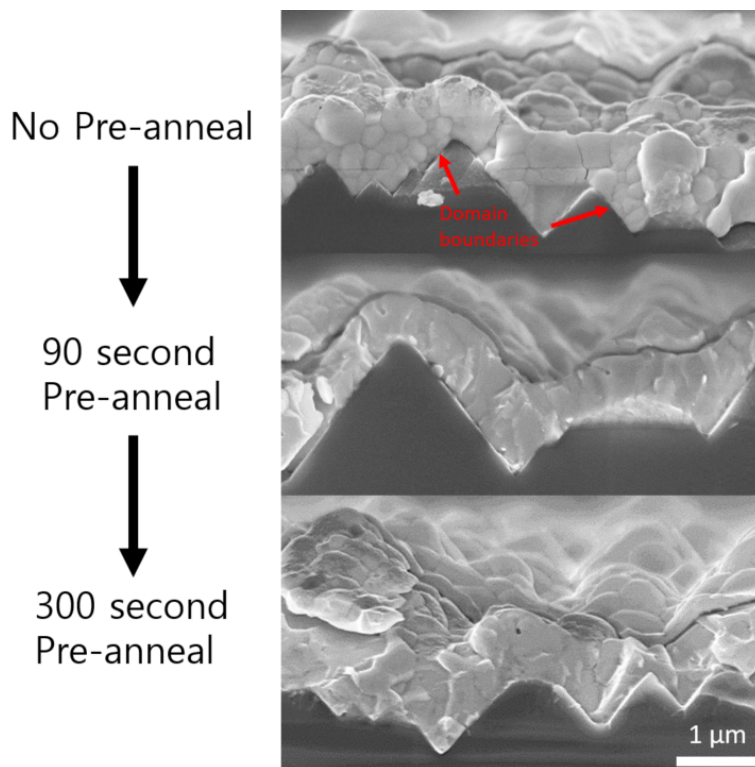 No Pre-anneal
Domain
boundaries
90 second
Pre-anneal
300 second
Pre-anneal
1 μm